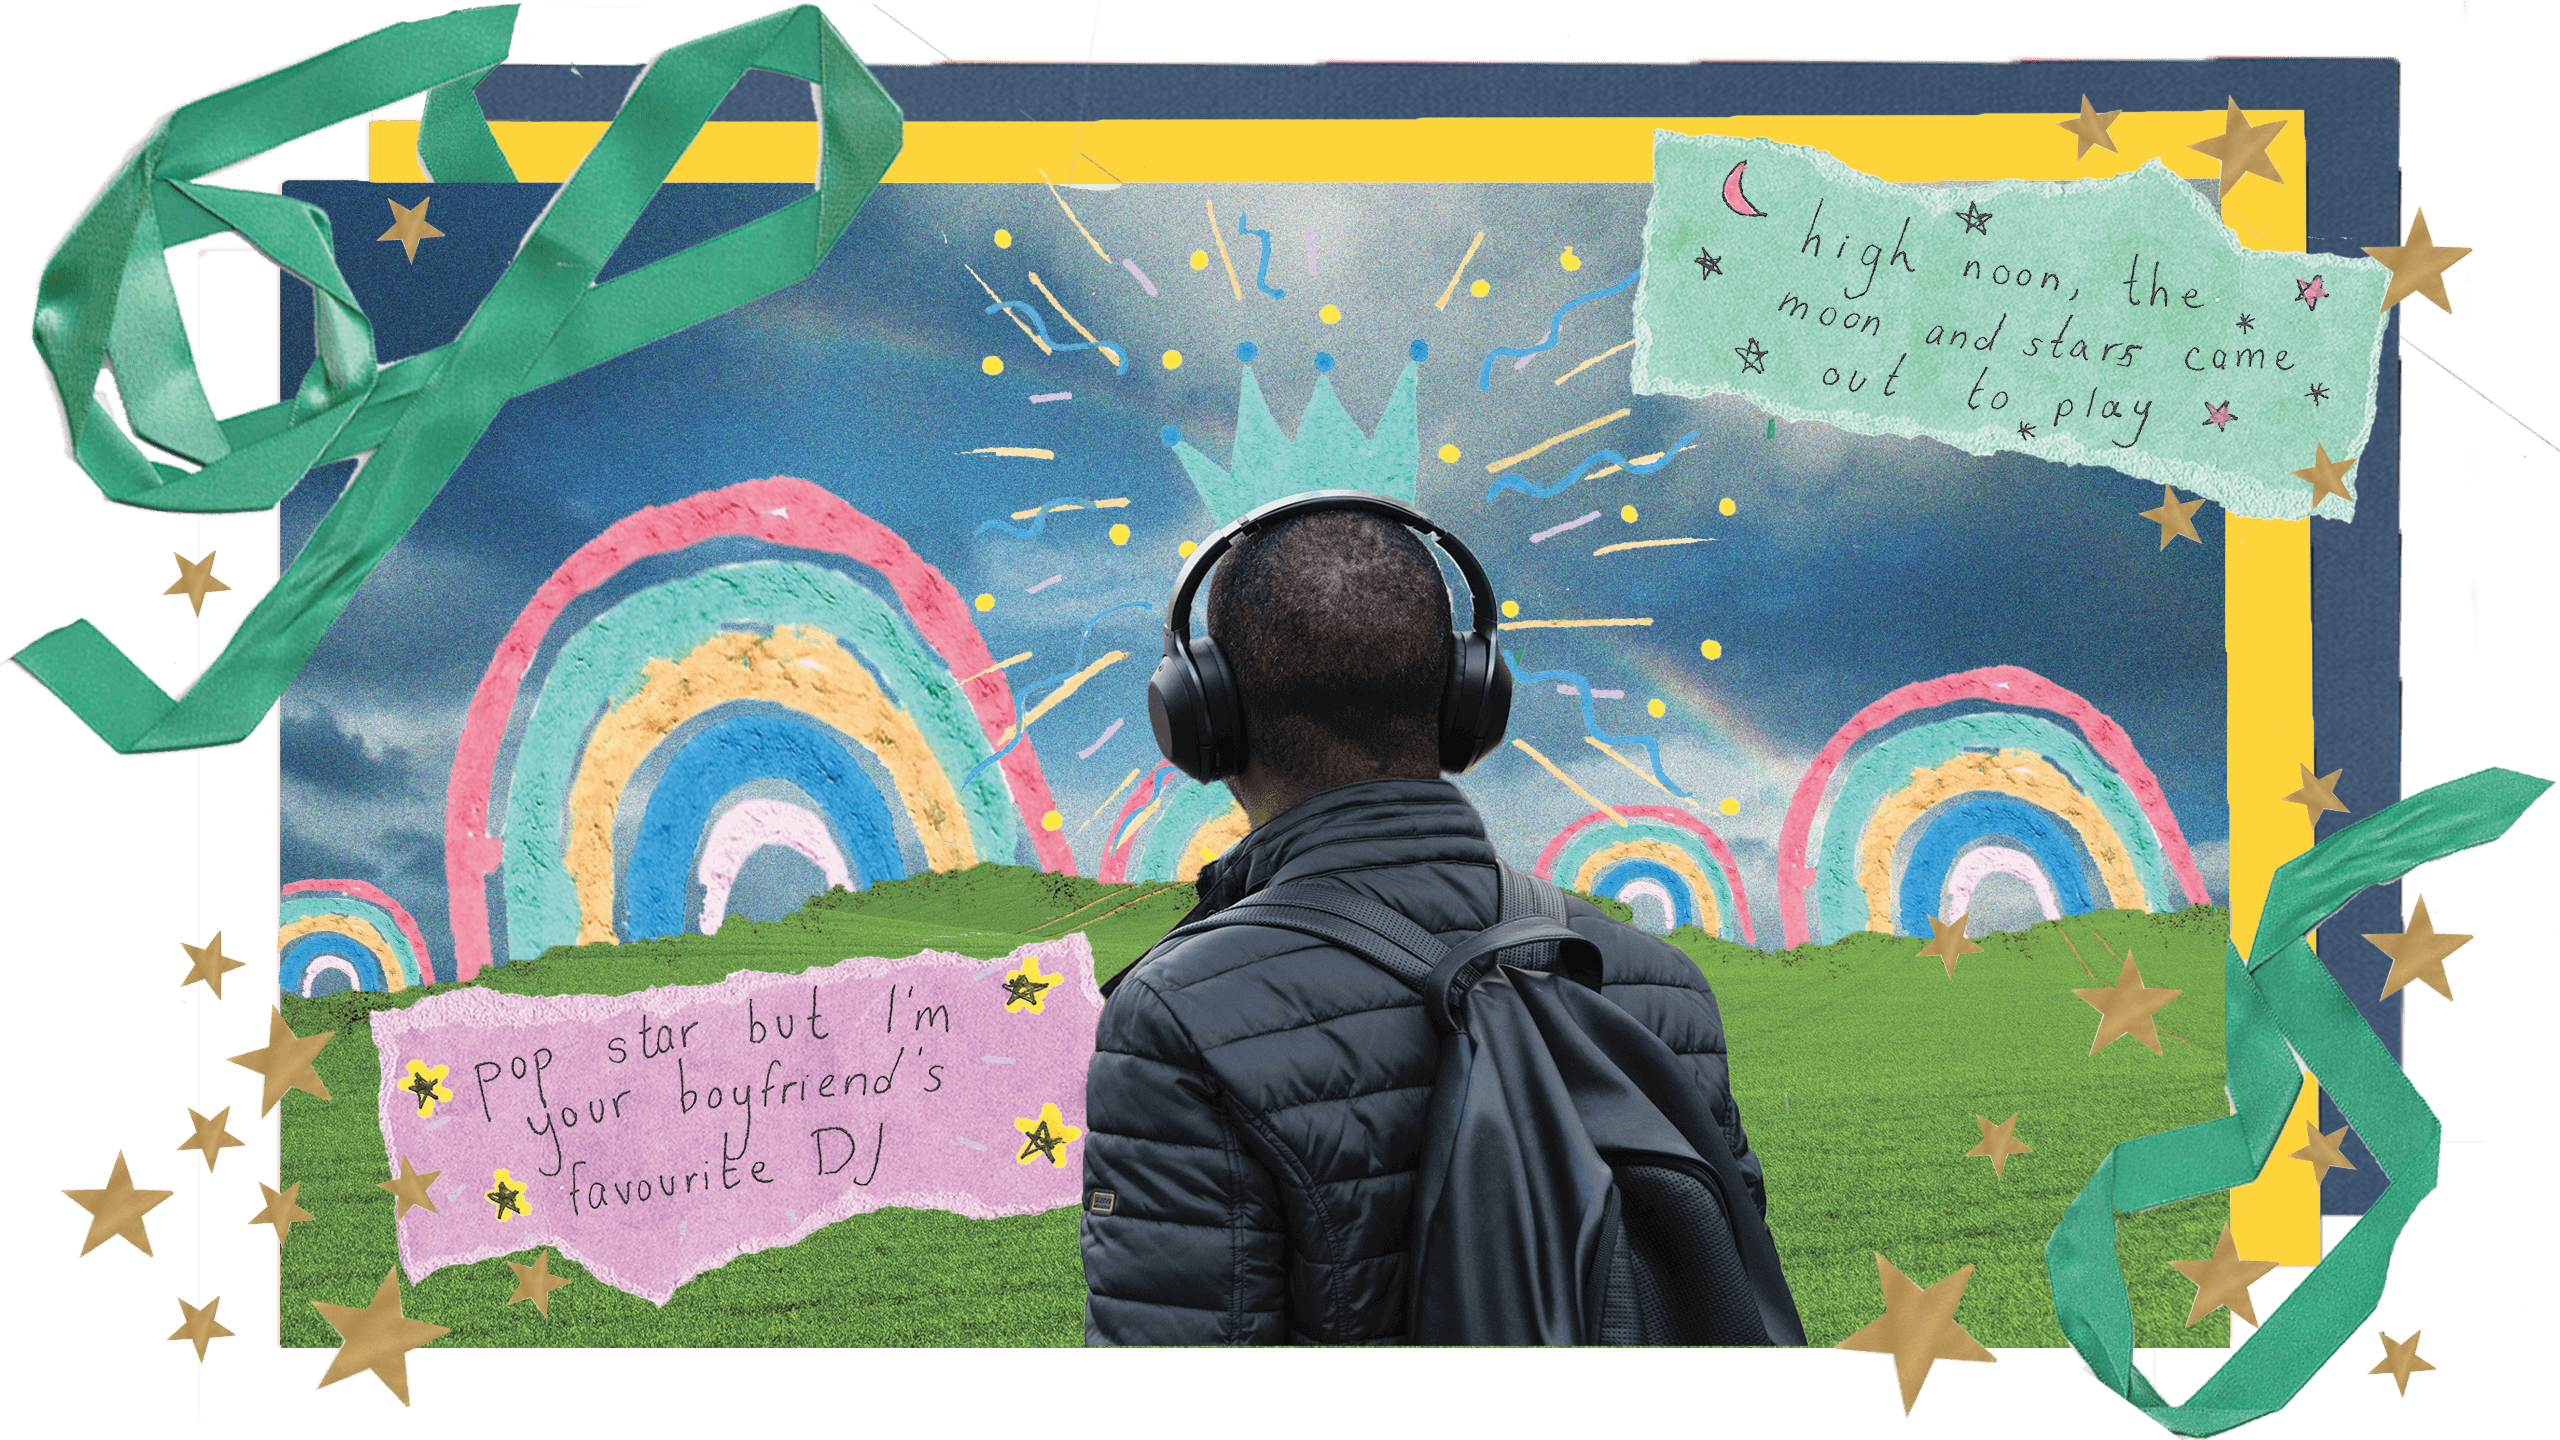 high noon, the
moon and stars came
out to play
pop star but I'm
your boyfriend's
favourite DJ